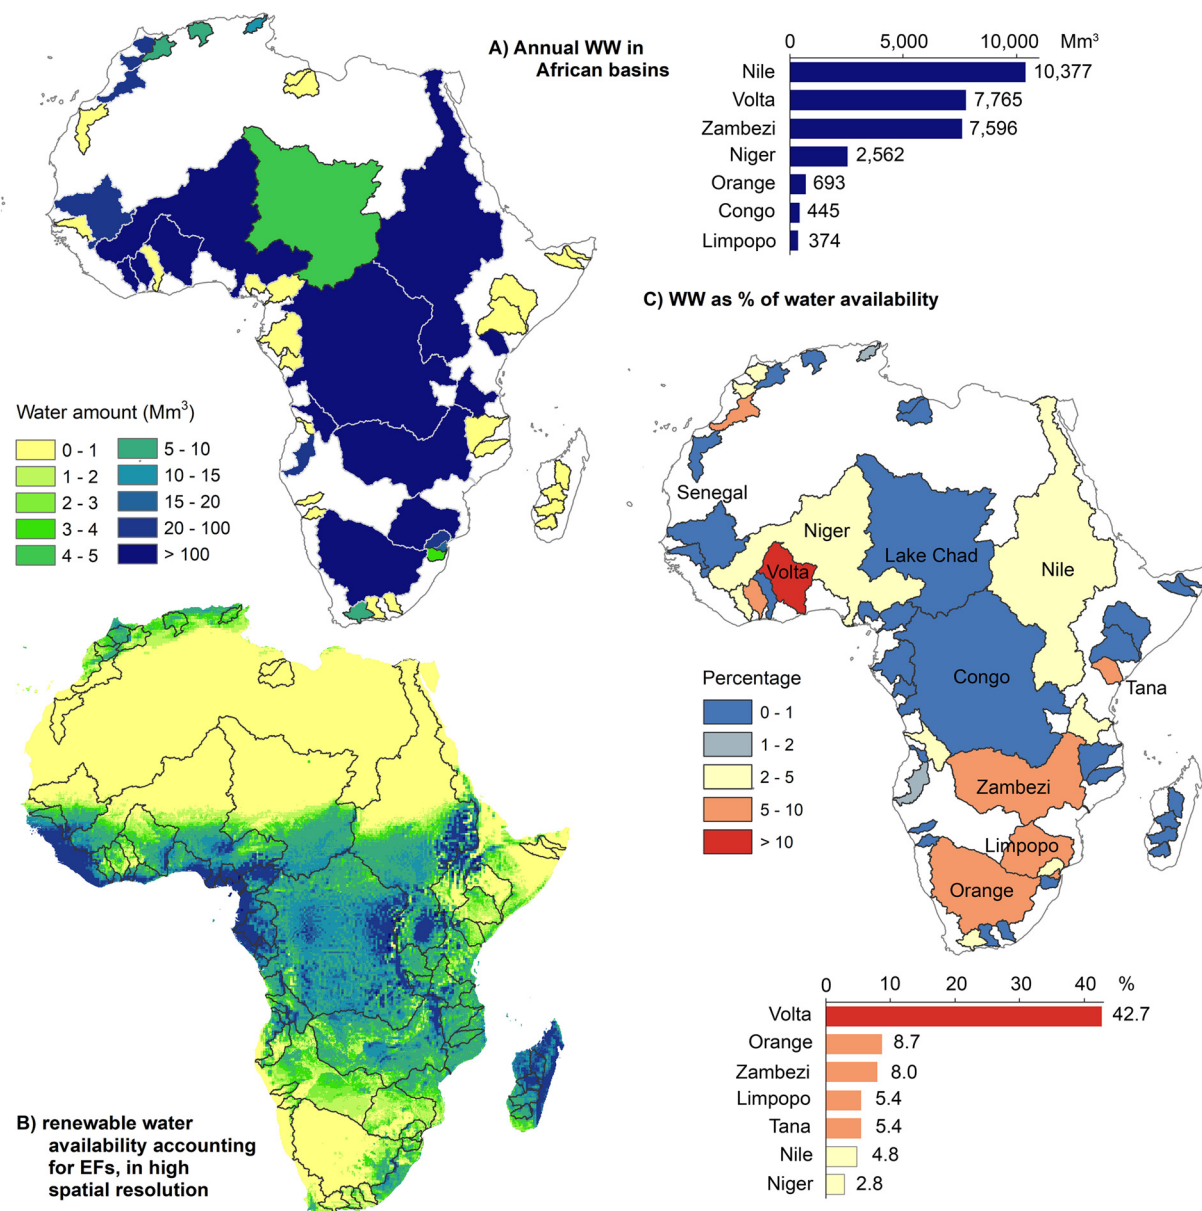 A) Annual WW in
African basins
0 5,000 10,000 Mm³
Nile 10,377
Volta 7,765
Zambezi 7,596
Niger 2,562
Orange 693
Congo 445
Limpopo 374
Water amount (Mm³)
0 - 1
1 - 2
2 - 3
3 - 4
4 - 5
5 - 10
10 - 15
15 - 20
20 - 100
> 100
C) WW as % of water availability
Senegal
Niger
Lake Chad
Volta
Nile
Congo
Tana
Zambezi
Limpopo
Orange
Percentage
0 - 1
1 - 2
2 - 5
5 - 10
> 10
B) renewable water
availability accounting
for EFs, in high
spatial resolution
0 10 20 30 40 %
Volta 42.7
Orange 8.7
Zambezi 8.0
Limpopo 5.4
Tana 5.4
Nile 4.8
Niger 2.8